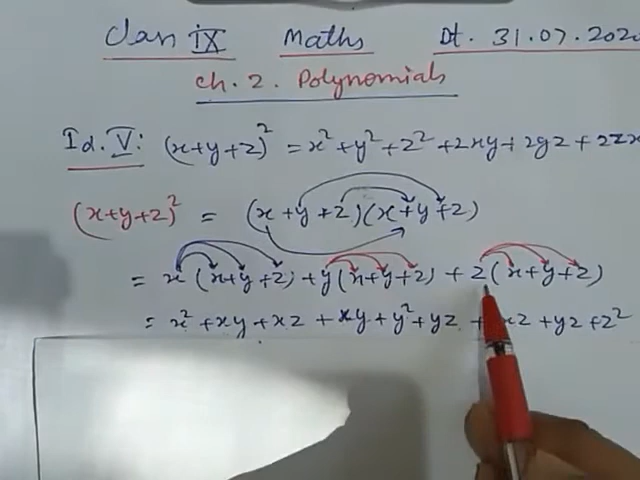 Class IX Maths Dt. 31.07.2020
Ch. 2. Polynomials
Id. V: (x+y+z)² = x²+y²+z²+2xy+2yz+2zx
(x+y+z)² = (x+y+z)(x+y+z)
= x(x+y+z)+y(x+y+z)+z(x+y+z)
= x²+xy+xz+xy+y²+yz+xz+yz+z²